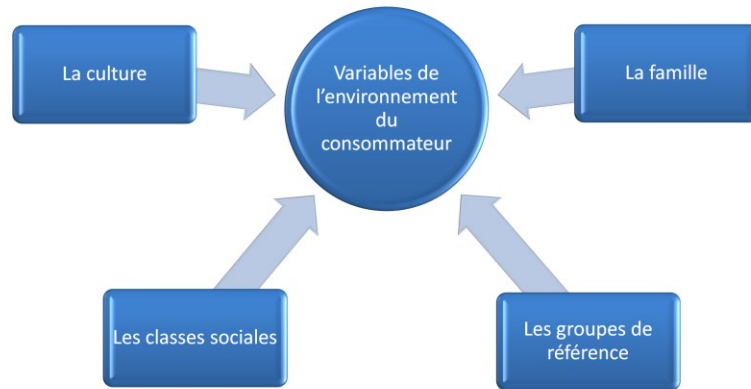 La culture
Variables de
l’environnement
du
consommateur
La famille
Les classes sociales
Les groupes de
référence